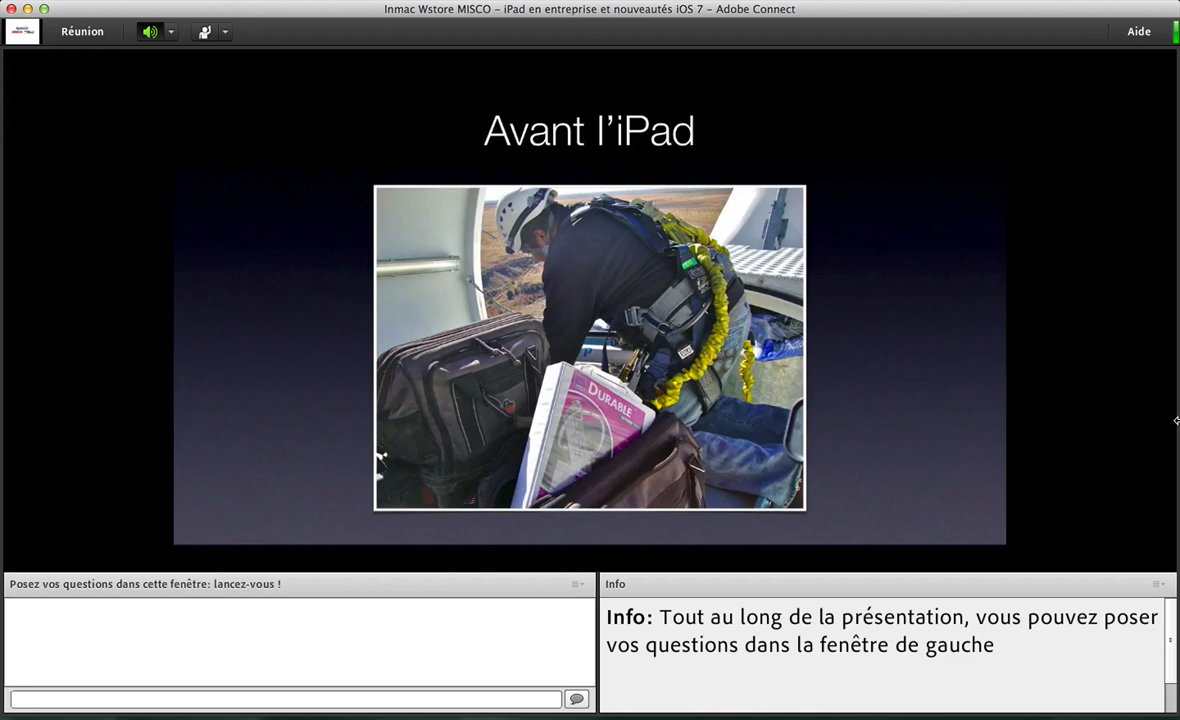 Inmac Wstore MISCO – iPad en entreprise et nouveautés iOS 7 - Adobe Connect
Réunion
Aide
Avant l’iPad
DURABLE
Posez vos questions dans cette fenêtre: lancez-vous !
Info
Info: Tout au long de la présentation, vous pouvez poser
vos questions dans la fenêtre de gauche